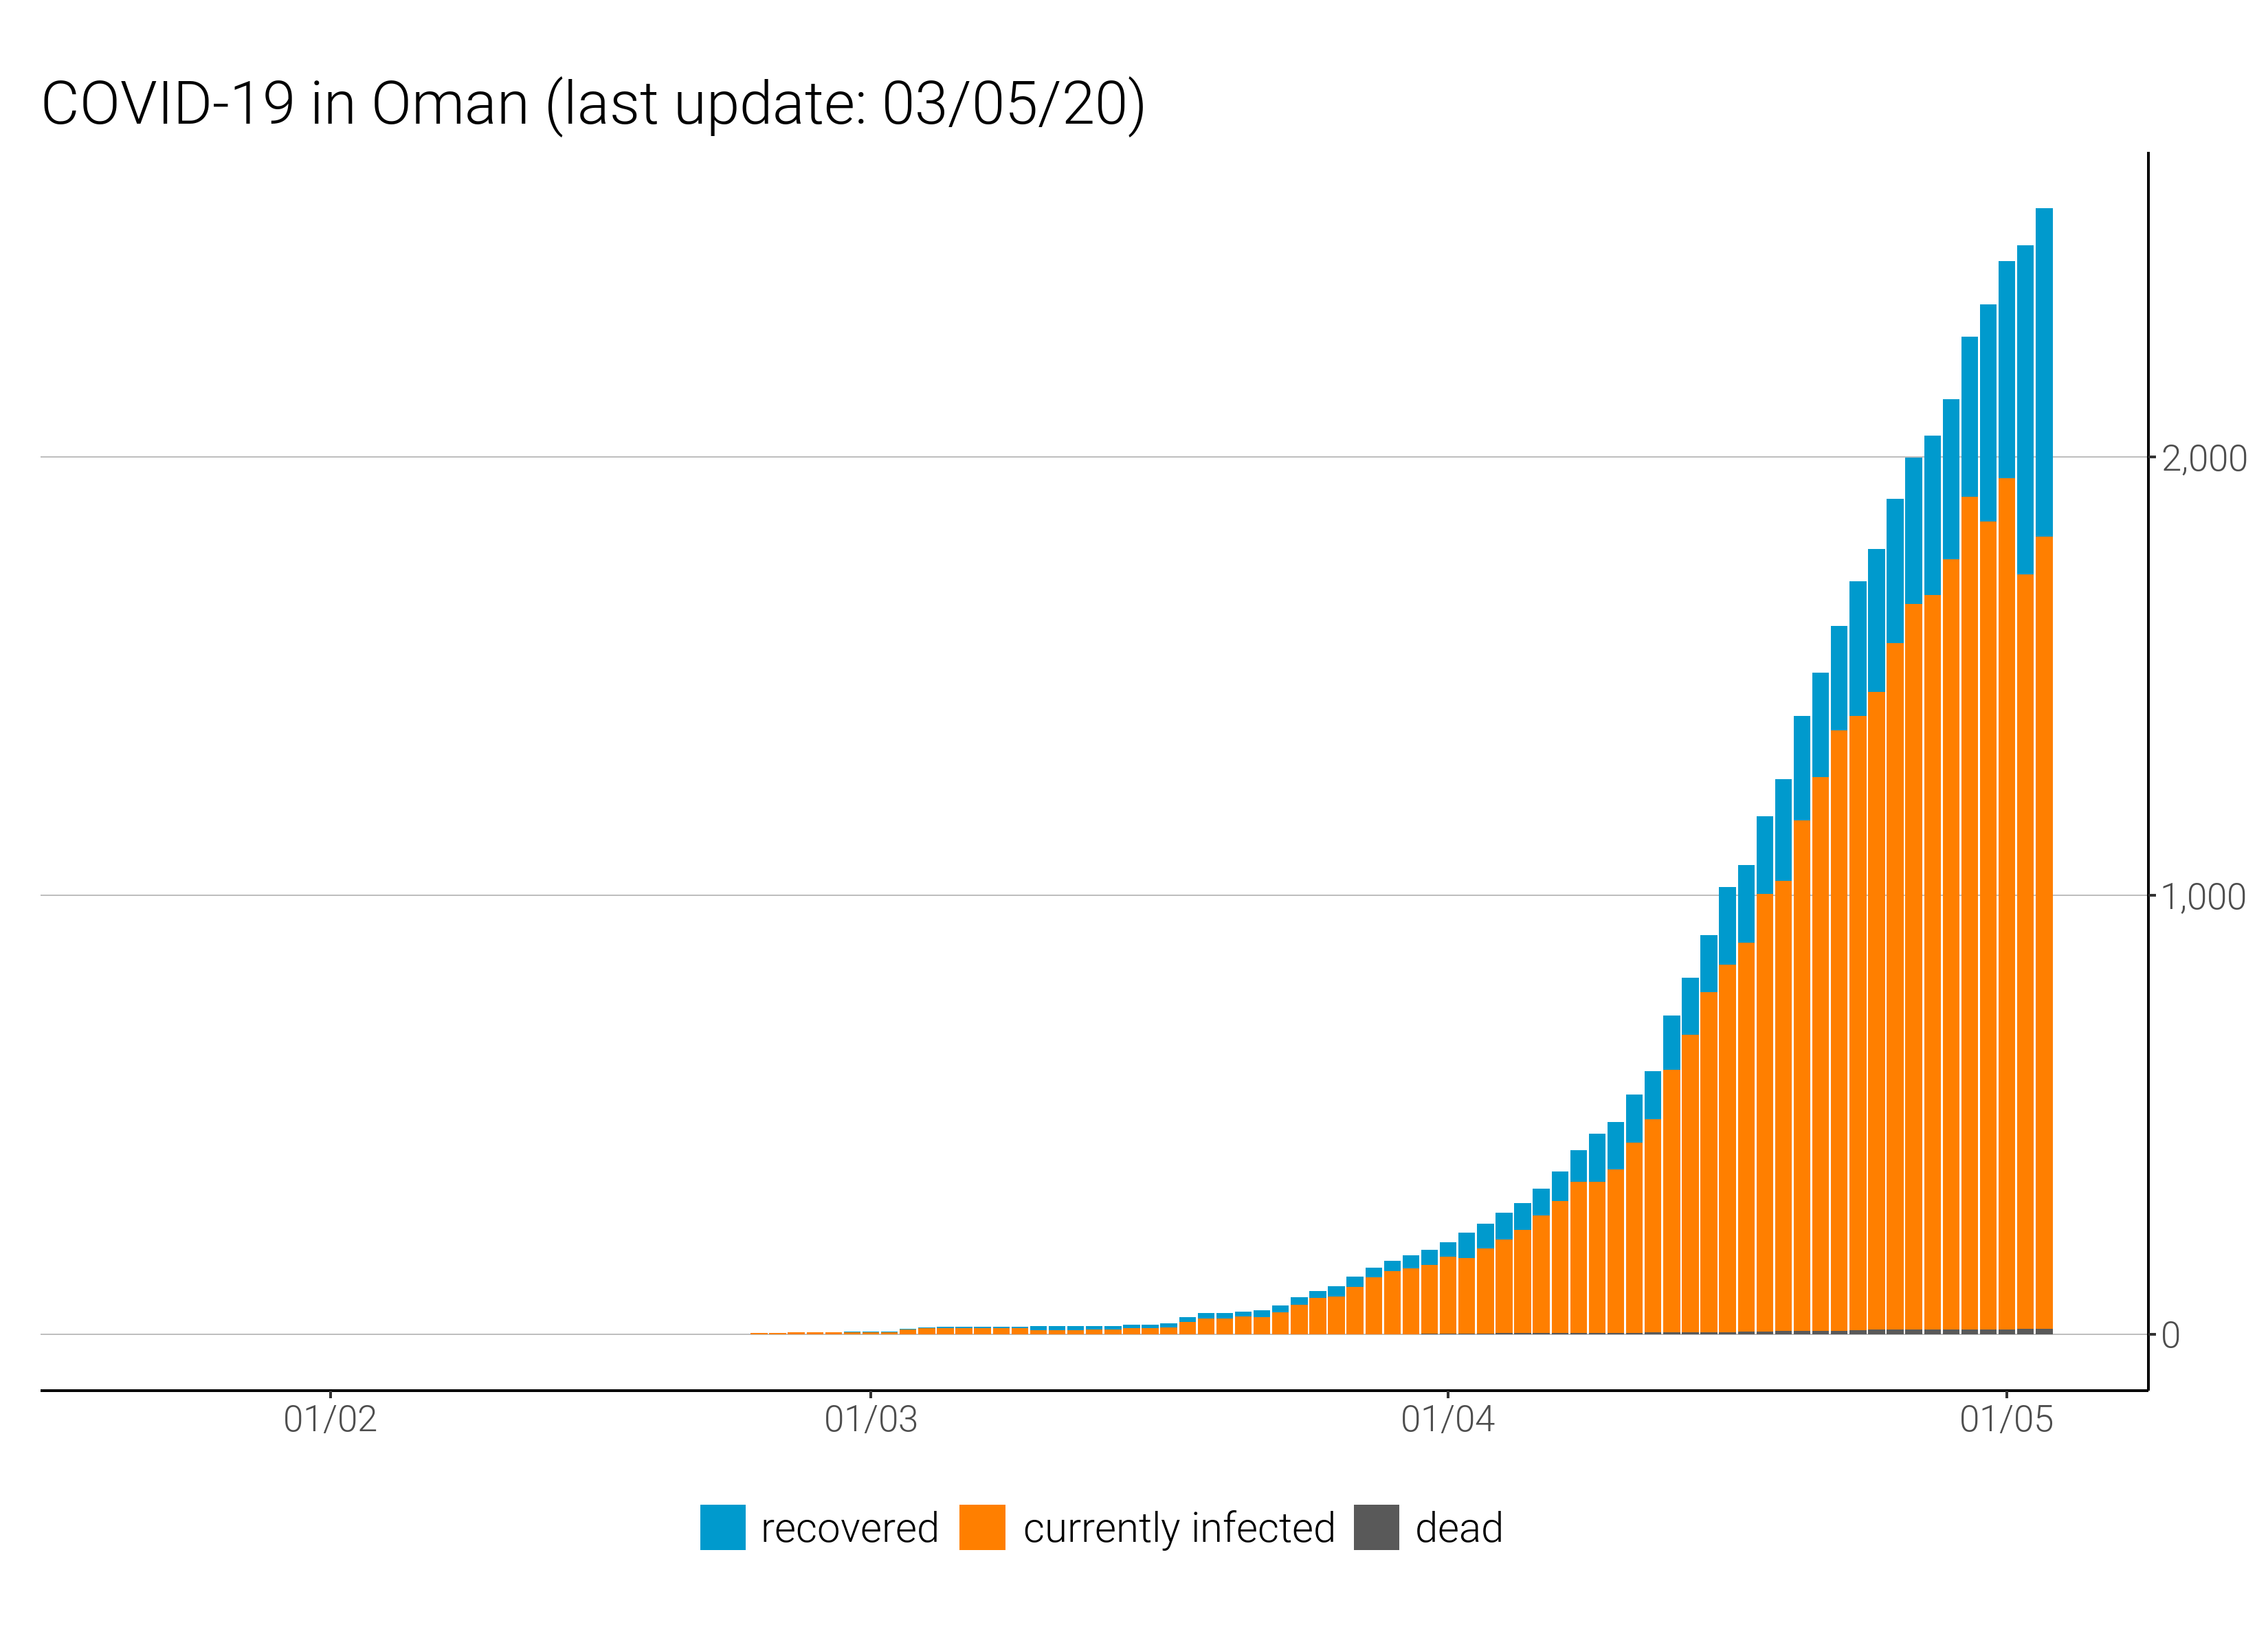 COVID-19 in Oman (last update: 03/05/20)
2,000
1,000
0
01/02 01/03 01/04 01/05
recovered currently infected dead